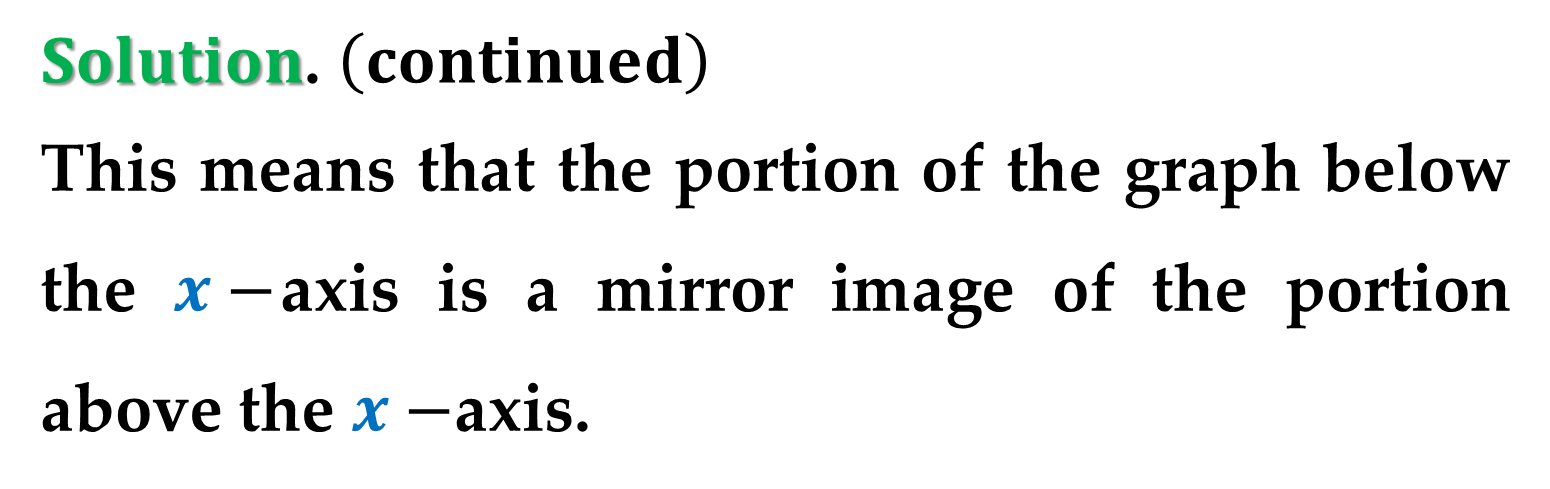 Solution. (continued)
This means that the portion of the graph below
the x −axis is a mirror image of the portion
above the x −axis.